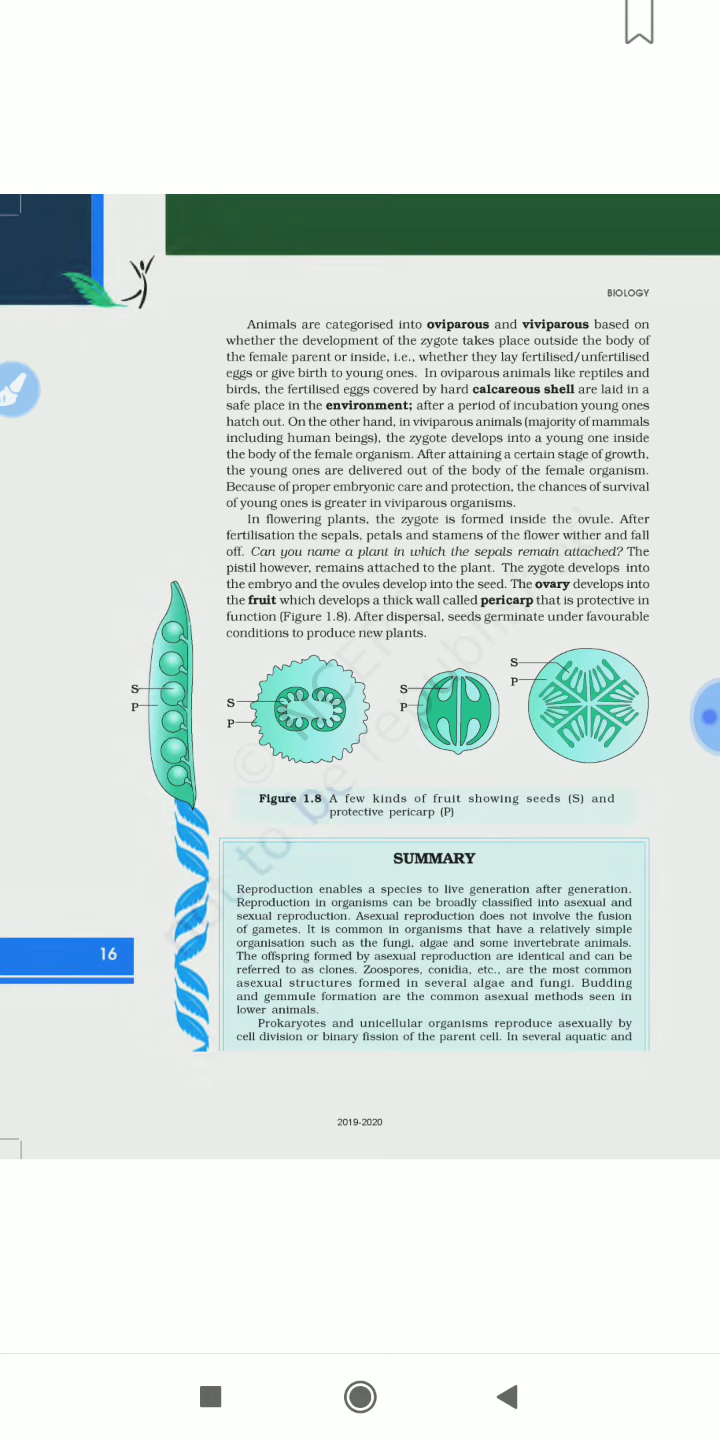 BIOLOGY
Animals are categorised into oviparous and viviparous based on
whether the development of the zygote takes place outside the body of
the female parent or inside, i.e., whether they lay fertilised/unfertilised
eggs or give birth to young ones. In oviparous animals like reptiles and
birds, the fertilised eggs covered by hard calcareous shell are laid in a
safe place in the environment; after a period of incubation young ones
hatch out. On the other hand, in viviparous animals (majority of mammals
including human beings), the zygote develops into a young one inside
the body of the female organism. After attaining a certain stage of growth,
the young ones are delivered out of the body of the female organism.
Because of proper embryonic care and protection, the chances of survival
of young ones is greater in viviparous organisms.
In flowering plants, the zygote is formed inside the ovule. After
fertilisation the sepals, petals and stamens of the flower wither and fall
off. Can you name a plant in which the sepals remain attached? The
pistil however, remains attached to the plant. The zygote develops into
the embryo and the ovules develop into the seed. The ovary develops into
the fruit which develops a thick wall called pericarp that is protective in
function (Figure 1.8). After dispersal, seeds germinate under favourable
conditions to produce new plants.
S
P
S
P
S
P
S
P
© NCERT
not to be republished
Figure 1.8 A few kinds of fruit showing seeds (S) and
protective pericarp (P)
SUMMARY
Reproduction enables a species to live generation after generation.
Reproduction in organisms can be broadly classified into asexual and
sexual reproduction. Asexual reproduction does not involve the fusion
of gametes. It is common in organisms that have a relatively simple
organisation such as the fungi, algae and some invertebrate animals.
The offspring formed by asexual reproduction are identical and can be
referred to as clones. Zoospores, conidia, etc., are the most common
asexual structures formed in several algae and fungi. Budding
and gemmule formation are the common asexual methods seen in
lower animals.
Prokaryotes and unicellular organisms reproduce asexually by
cell division or binary fission of the parent cell. In several aquatic and
16
2019-2020